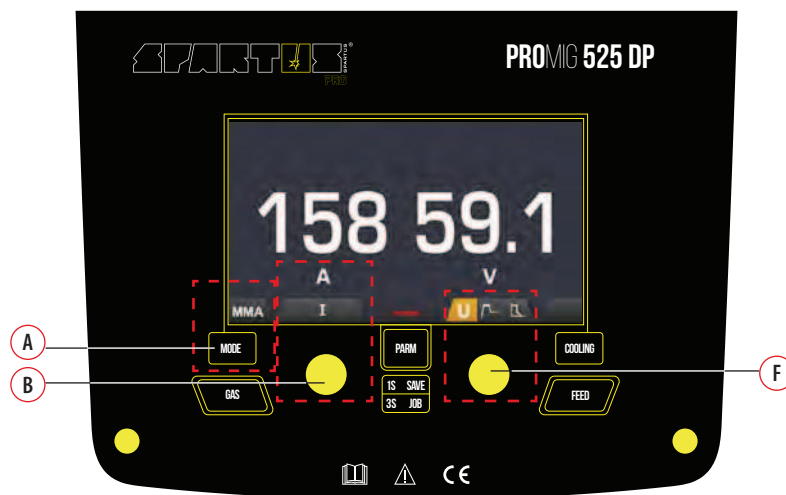 SPARTUS®
SPARTUS
PRO
PROMIG 525 DP
158 59.1
A V
MMA I U
A
MODE PARM COOLING
B
F
GAS 1S SAVE FEED
3S JOB
CE